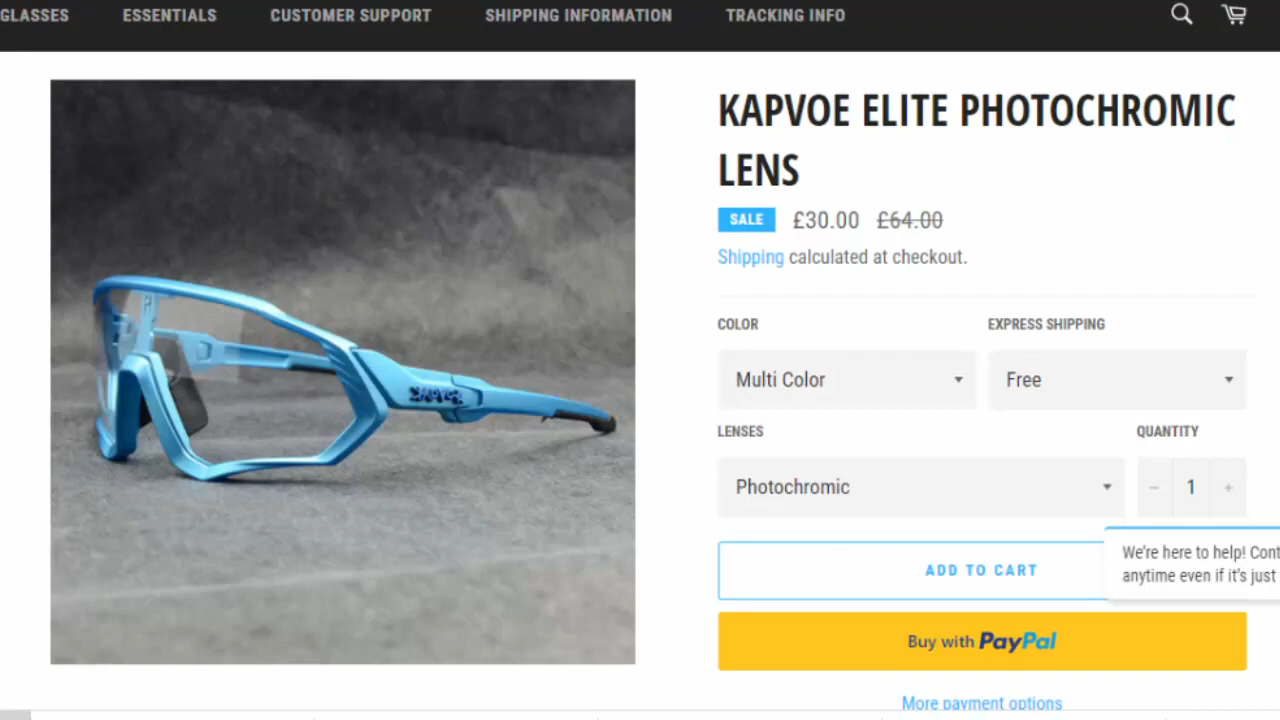 GLASSES ESSENTIALS CUSTOMER SUPPORT SHIPPING INFORMATION TRACKING INFO
KAPVOE ELITE PHOTOCHROMIC
LENS
SALE £30.00 £64.00
Shipping calculated at checkout.
COLOR EXPRESS SHIPPING
Multi Color Free
LENSES QUANTITY
Photochromic − 1 +
We're here to help! Cont
anytime even if it's just
ADD TO CART
Buy with PayPal
More payment options
KAPVOE